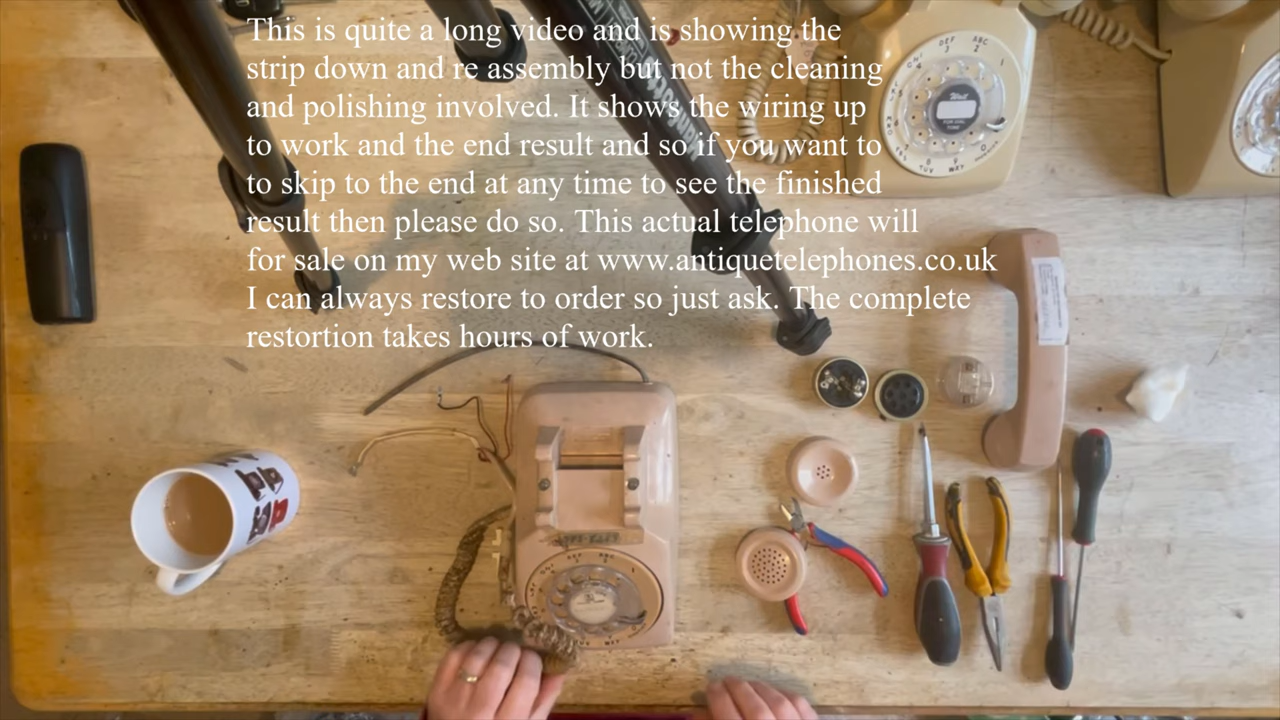 This is quite a long video and is showing the
strip down and re assembly but not the cleaning
and polishing involved. It shows the wiring up
to work and the end result and so if you want to
to skip to the end at any time to see the finished
result then please do so. This actual telephone will
for sale on my web site at www.antiquetelephones.co.uk
I can always restore to order so just ask. The complete
restortion takes hours of work.
Wait
FOR DIAL
TONE